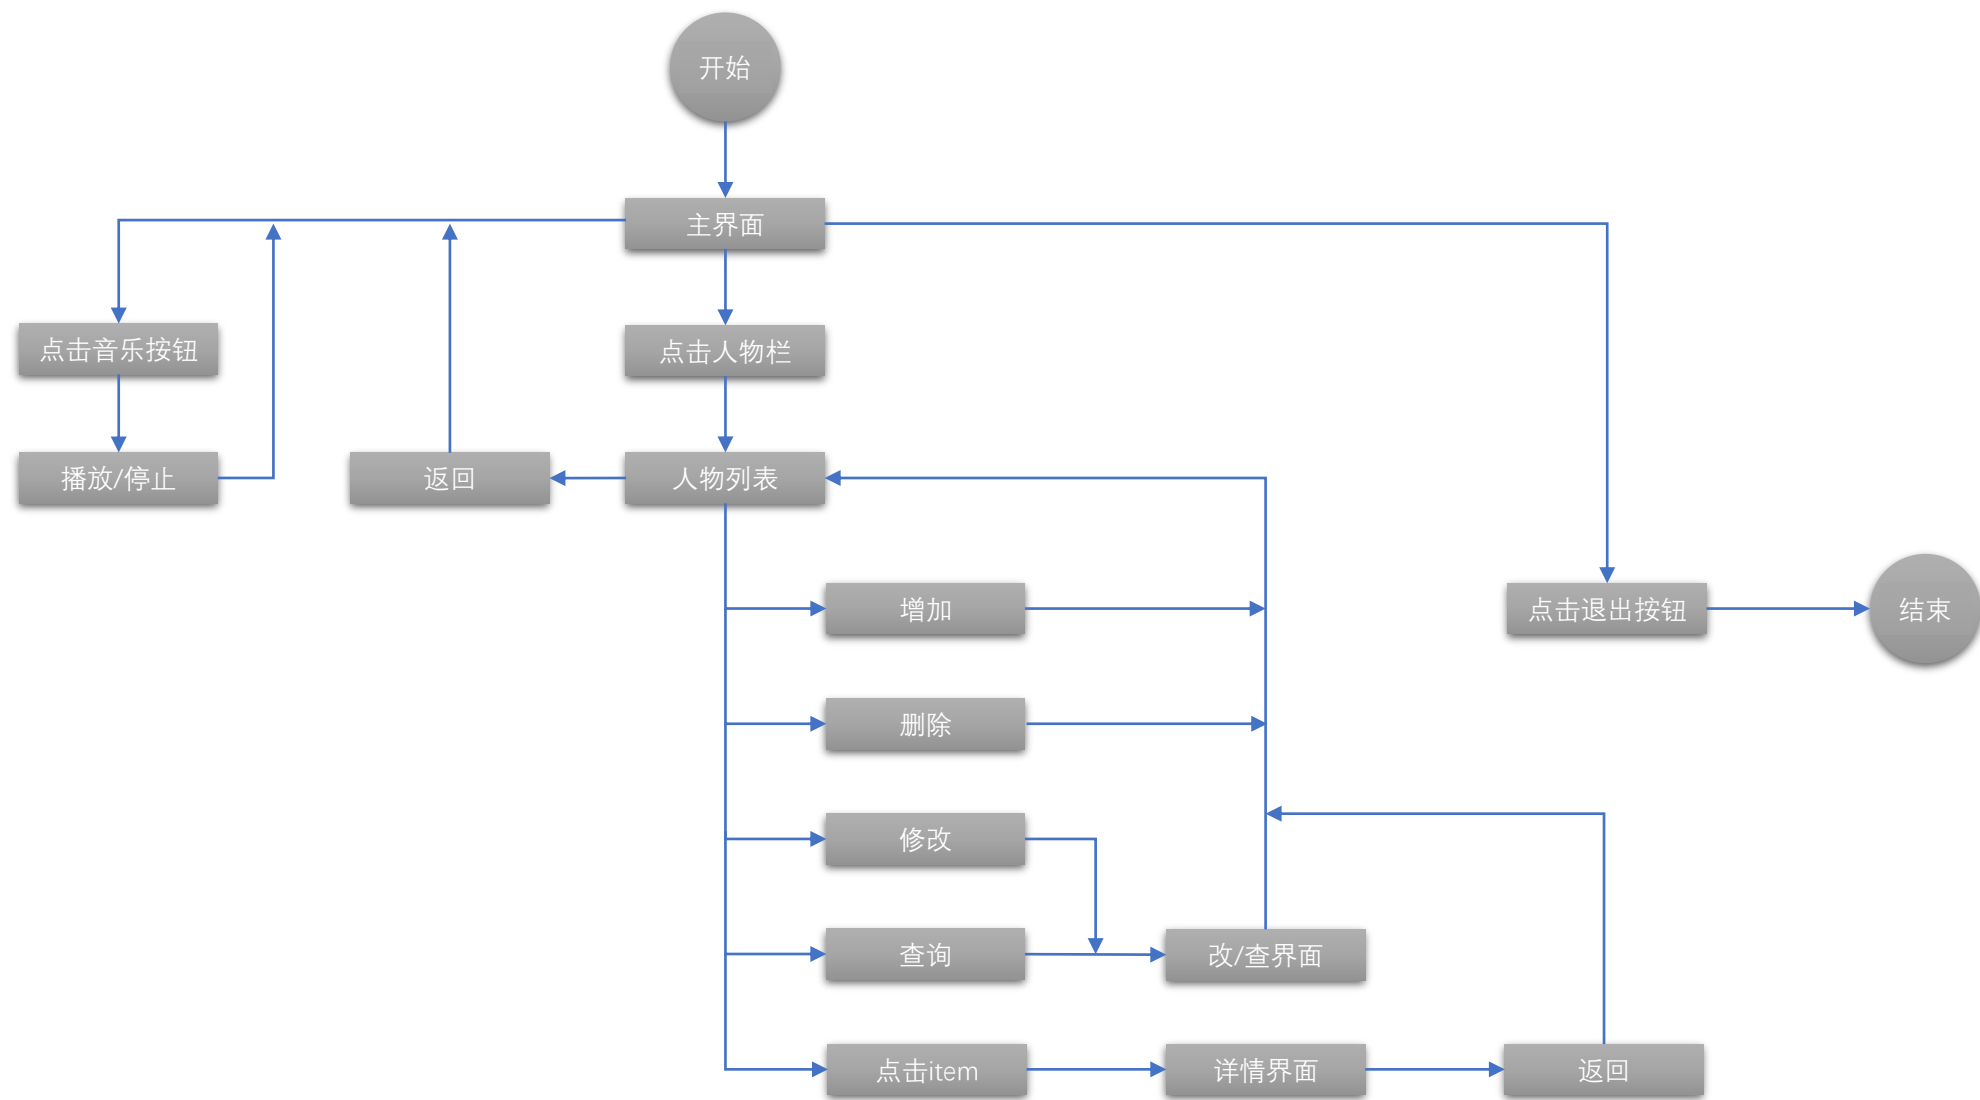 开始
主界面
点击音乐按钮
点击人物栏
播放/停止
返回
人物列表
增加
点击退出按钮
结束
删除
修改
查询
改/查界面
点击item
详情界面
返回